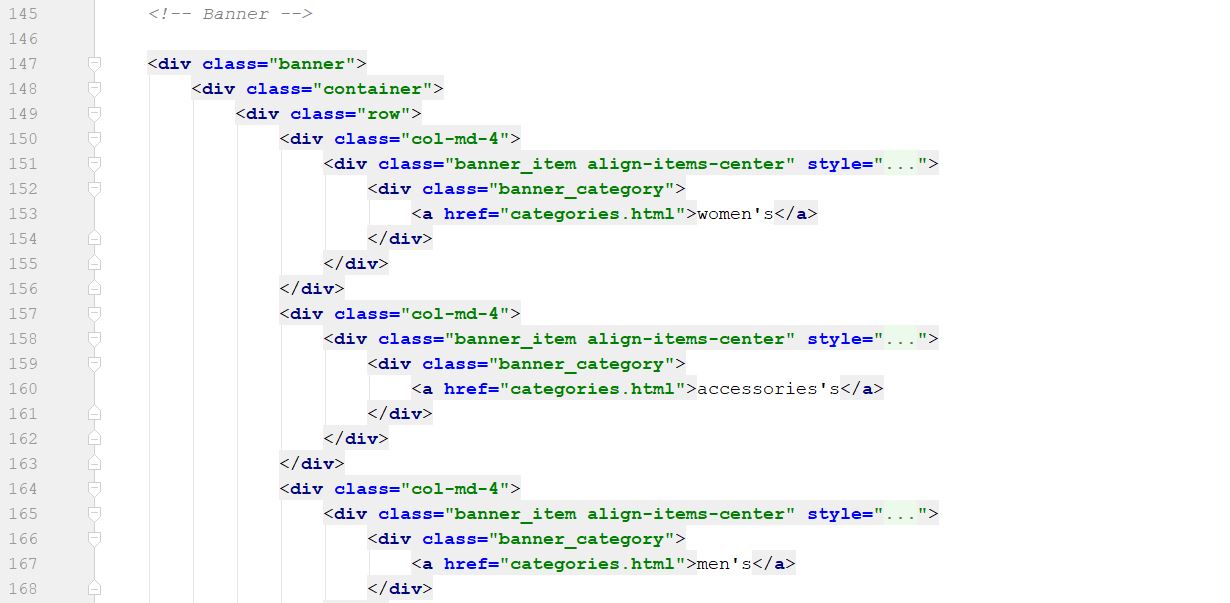 145 <!-- Banner -->
146
147 <div class="banner">
148 <div class="container">
149 <div class="row">
150 <div class="col-md-4">
151 <div class="banner_item align-items-center" style="...">
152 <div class="banner_category">
153 <a href="categories.html">women's</a>
154 </div>
155 </div>
156 </div>
157 <div class="col-md-4">
158 <div class="banner_item align-items-center" style="...">
159 <div class="banner_category">
160 <a href="categories.html">accessories's</a>
161 </div>
162 </div>
163 </div>
164 <div class="col-md-4">
165 <div class="banner_item align-items-center" style="...">
166 <div class="banner_category">
167 <a href="categories.html">men's</a>
168 </div>